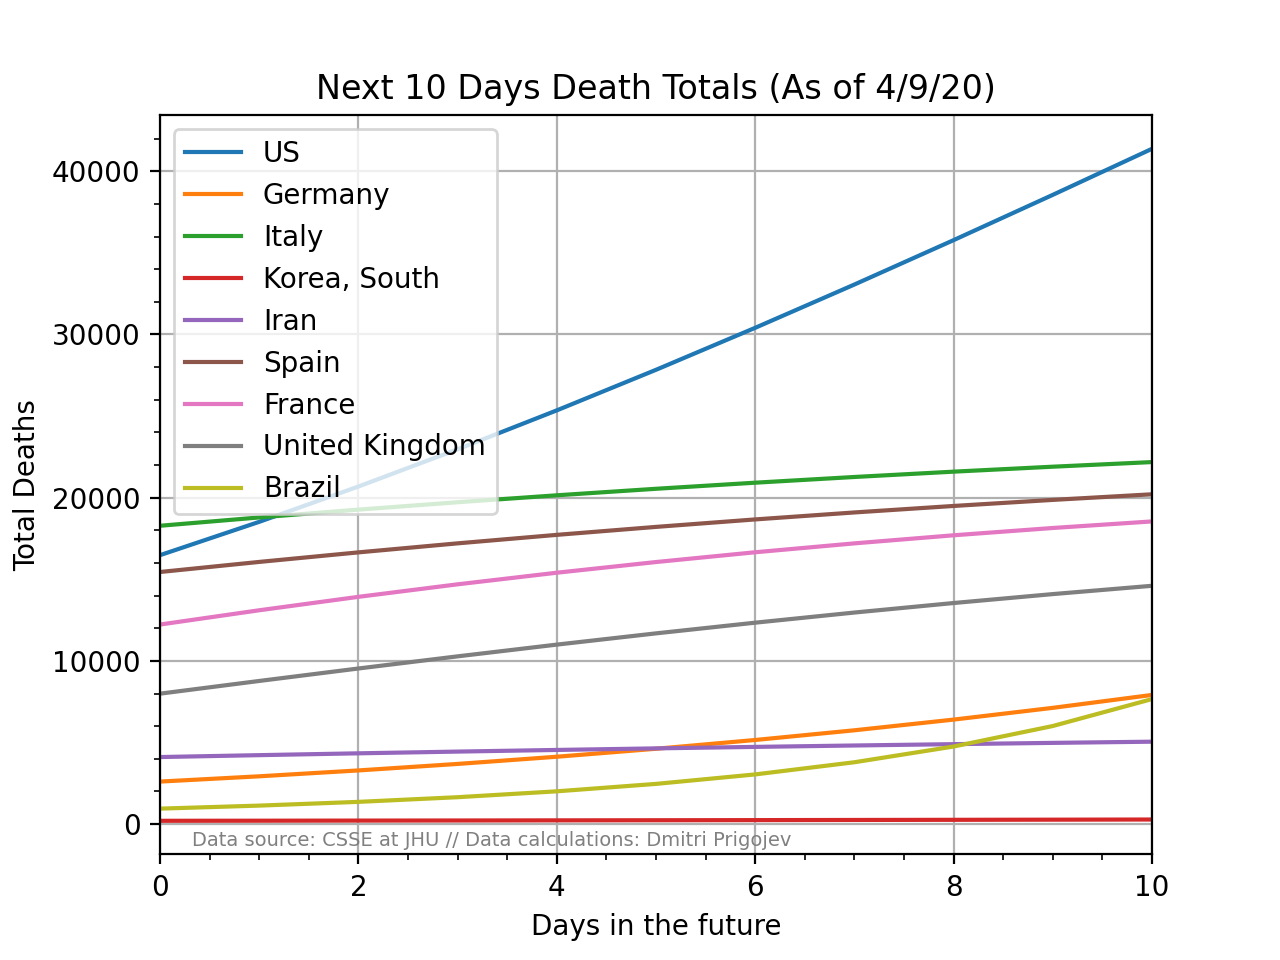 Next 10 Days Death Totals (As of 4/9/20)
US
Germany
Italy
Korea, South
Iran
Spain
France
United Kingdom
Brazil
40000
30000
20000
10000
0
Total Deaths
Data source: CSSE at JHU // Data calculations: Dmitri Prigojev
0 2 4 6 8 10
Days in the future